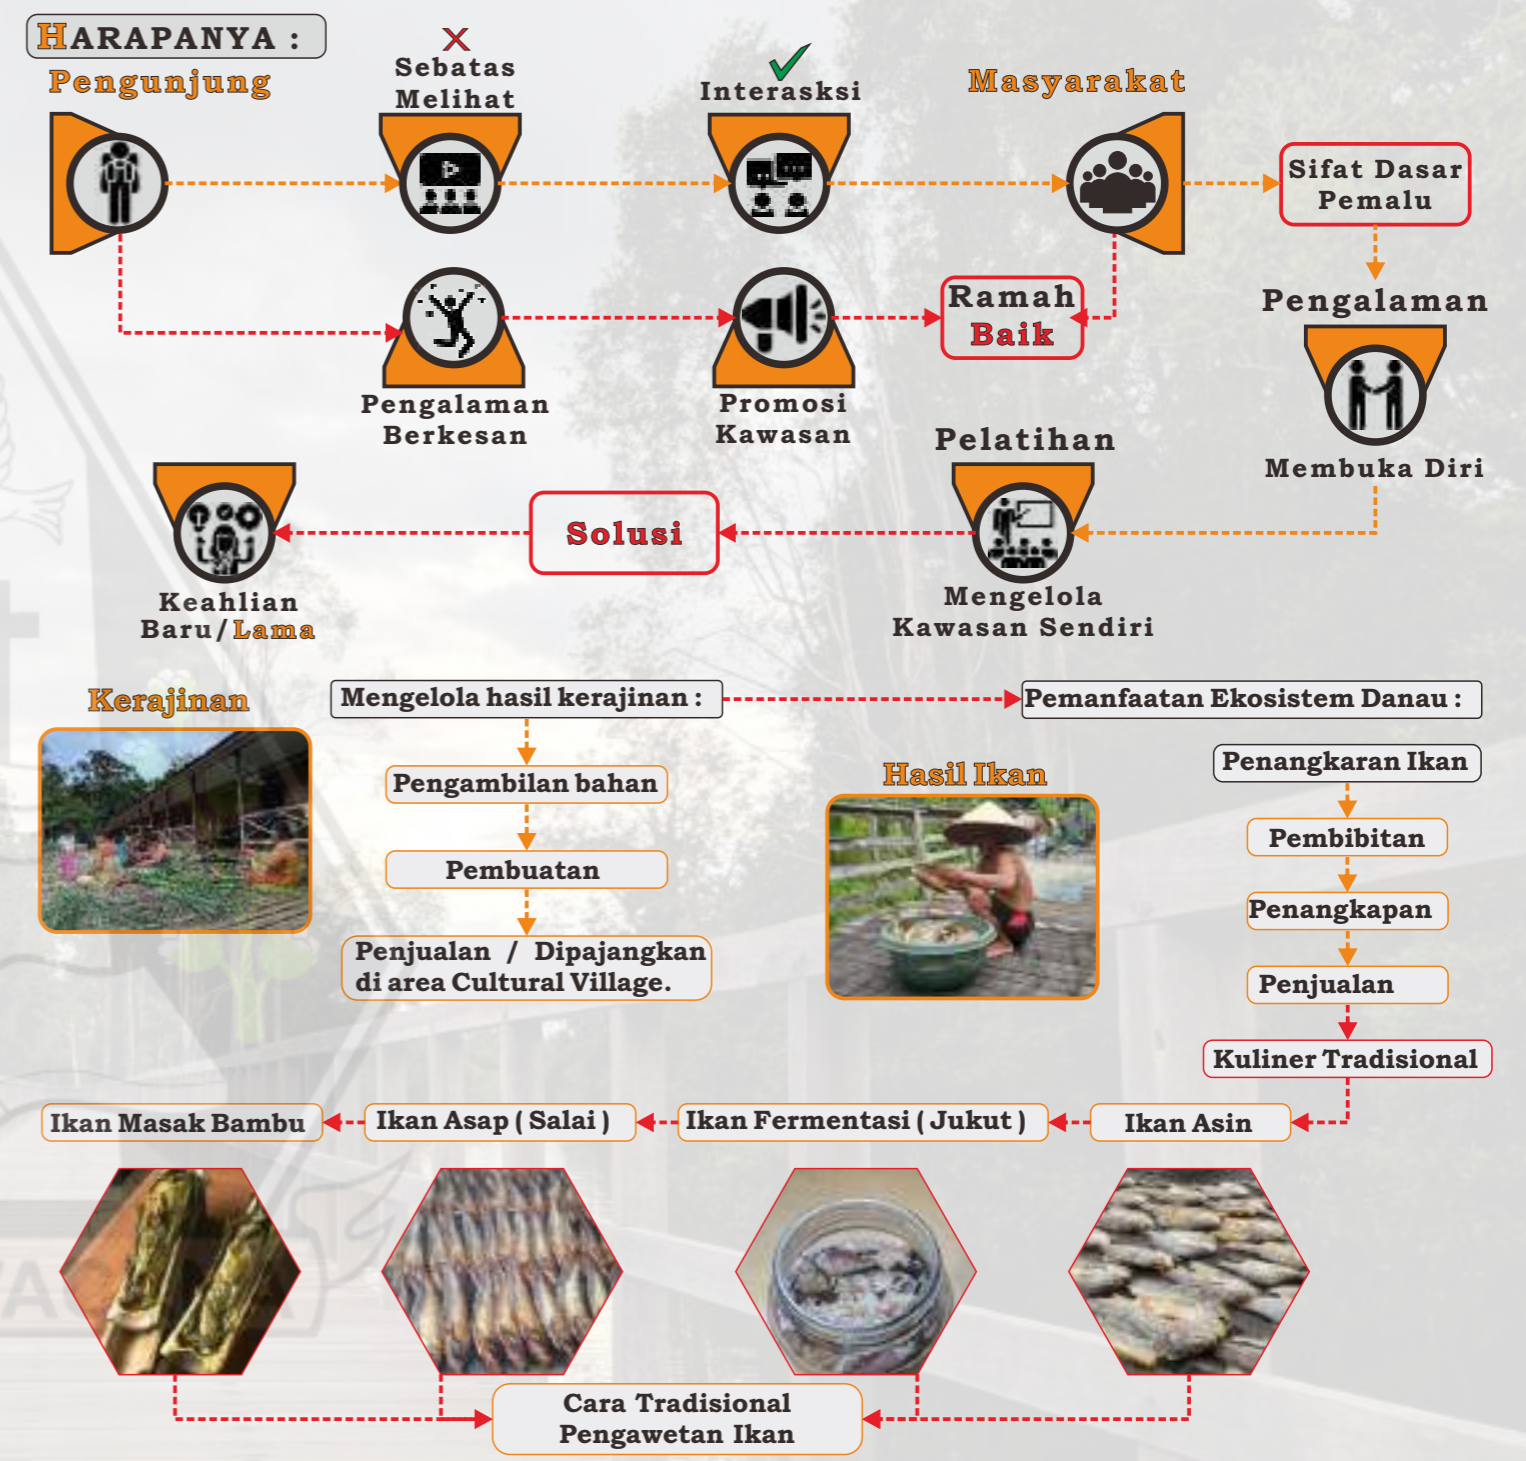 HARAPANYA :
Pengunjung
Sebatas
Melihat
Interasksi
Masyarakat
Sifat Dasar
Pemalu
Pengalaman
Berkesan
Promosi
Kawasan
Ramah
Baik
Pengalaman
Membuka Diri
Pelatihan
Mengelola
Kawasan Sendiri
Solusi
Keahlian
Baru/Lama
Kerajinan
Mengelola hasil kerajinan :
Pengambilan bahan
Pembuatan
Penjualan / Dipajangkan
di area Cultural Village.
Pemanfaatan Ekosistem Danau :
Hasil Ikan
Penangkaran Ikan
Pembibitan
Penangkapan
Penjualan
Kuliner Tradisional
Ikan Masak Bambu
Ikan Asap ( Salai )
Ikan Fermentasi ( Jukut )
Ikan Asin
Cara Tradisional
Pengawetan Ikan